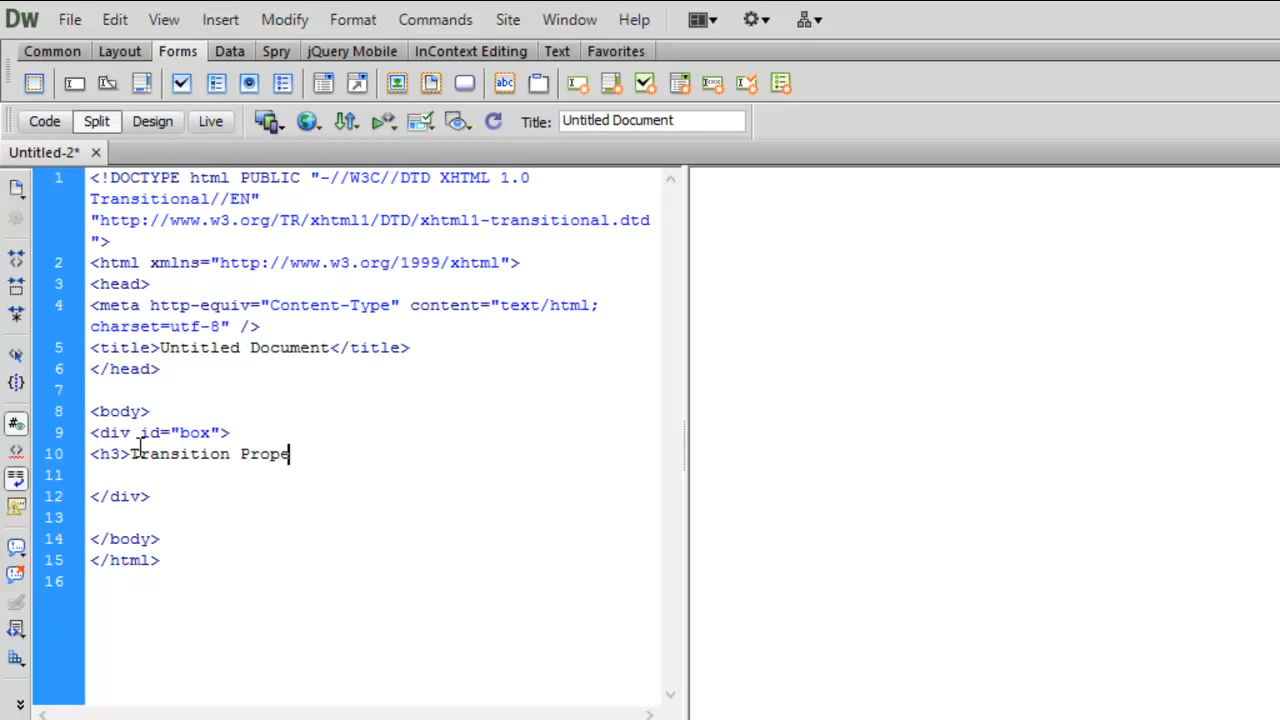 Dw File Edit View Insert Modify Format Commands Site Window Help
Common Layout Forms Data Spry jQuery Mobile InContext Editing Text Favorites
abc
Code Split Design Live Title: Untitled Document
Untitled-2* ×
1 <!DOCTYPE html PUBLIC "-//W3C//DTD XHTML 1.0
Transitional//EN"
"http://www.w3.org/TR/xhtml1/DTD/xhtml1-transitional.dtd
">
2 <html xmlns="http://www.w3.org/1999/xhtml">
3 <head>
4 <meta http-equiv="Content-Type" content="text/html;
charset=utf-8" />
5 <title>Untitled Document</title>
6 </head>
7
8 <body>
9 <div id="box">
10 <h3>Transition Prope
11
12 </div>
13
14 </body>
15 </html>
16